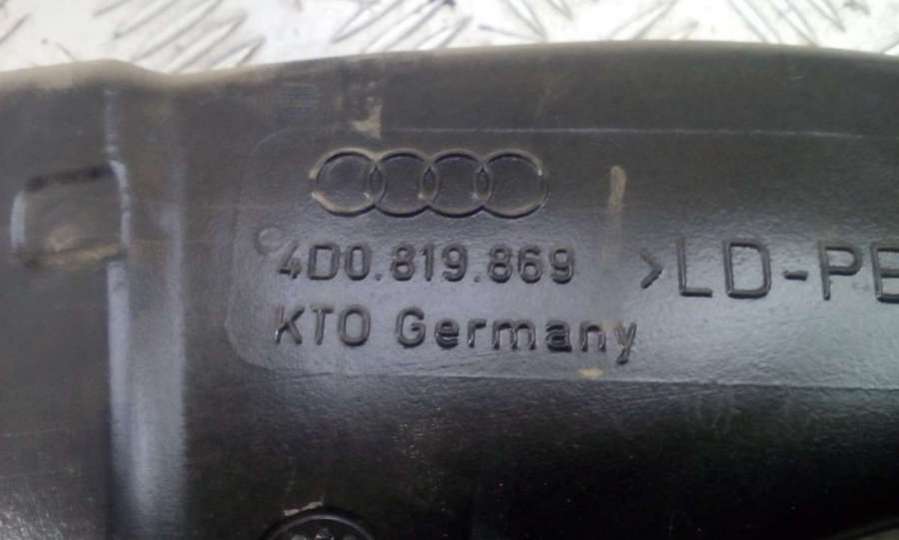 4D0.819.869 >LD-PE
KTO Germany